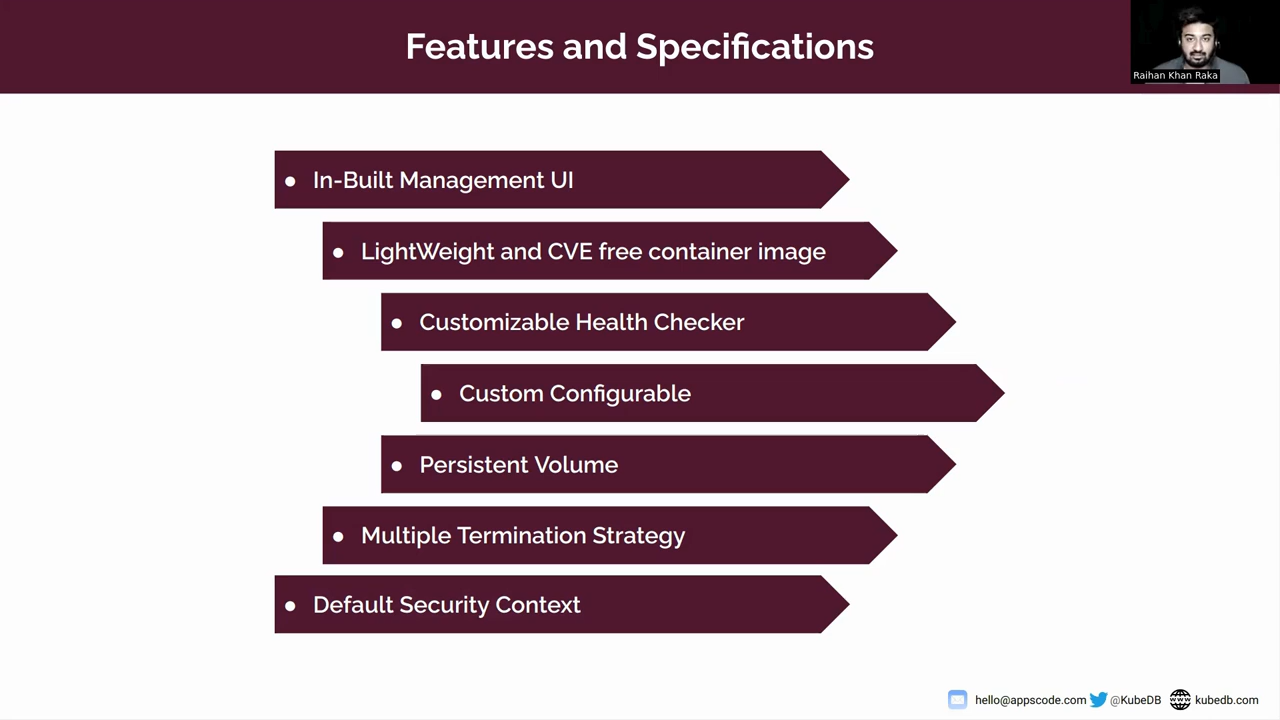 Features and Specifications
Raihan Khan Raka
● In-Built Management UI
● LightWeight and CVE free container image
● Customizable Health Checker
● Custom Configurable
● Persistent Volume
● Multiple Termination Strategy
● Default Security Context
hello@appscode.com @KubeDB kubedb.com